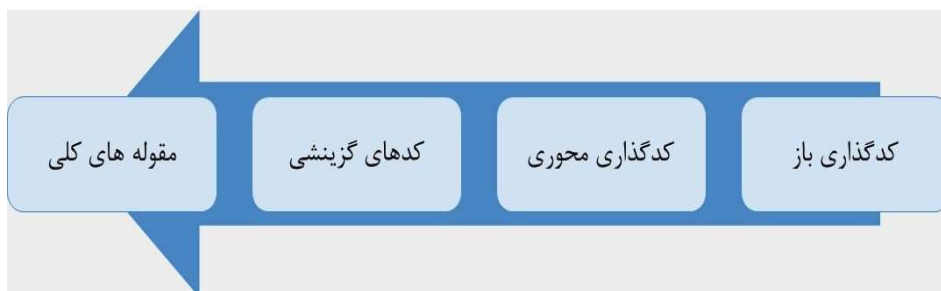 کدگذاری باز
کدگذاری محوری
کدهای گزینشی
مقوله های کلی